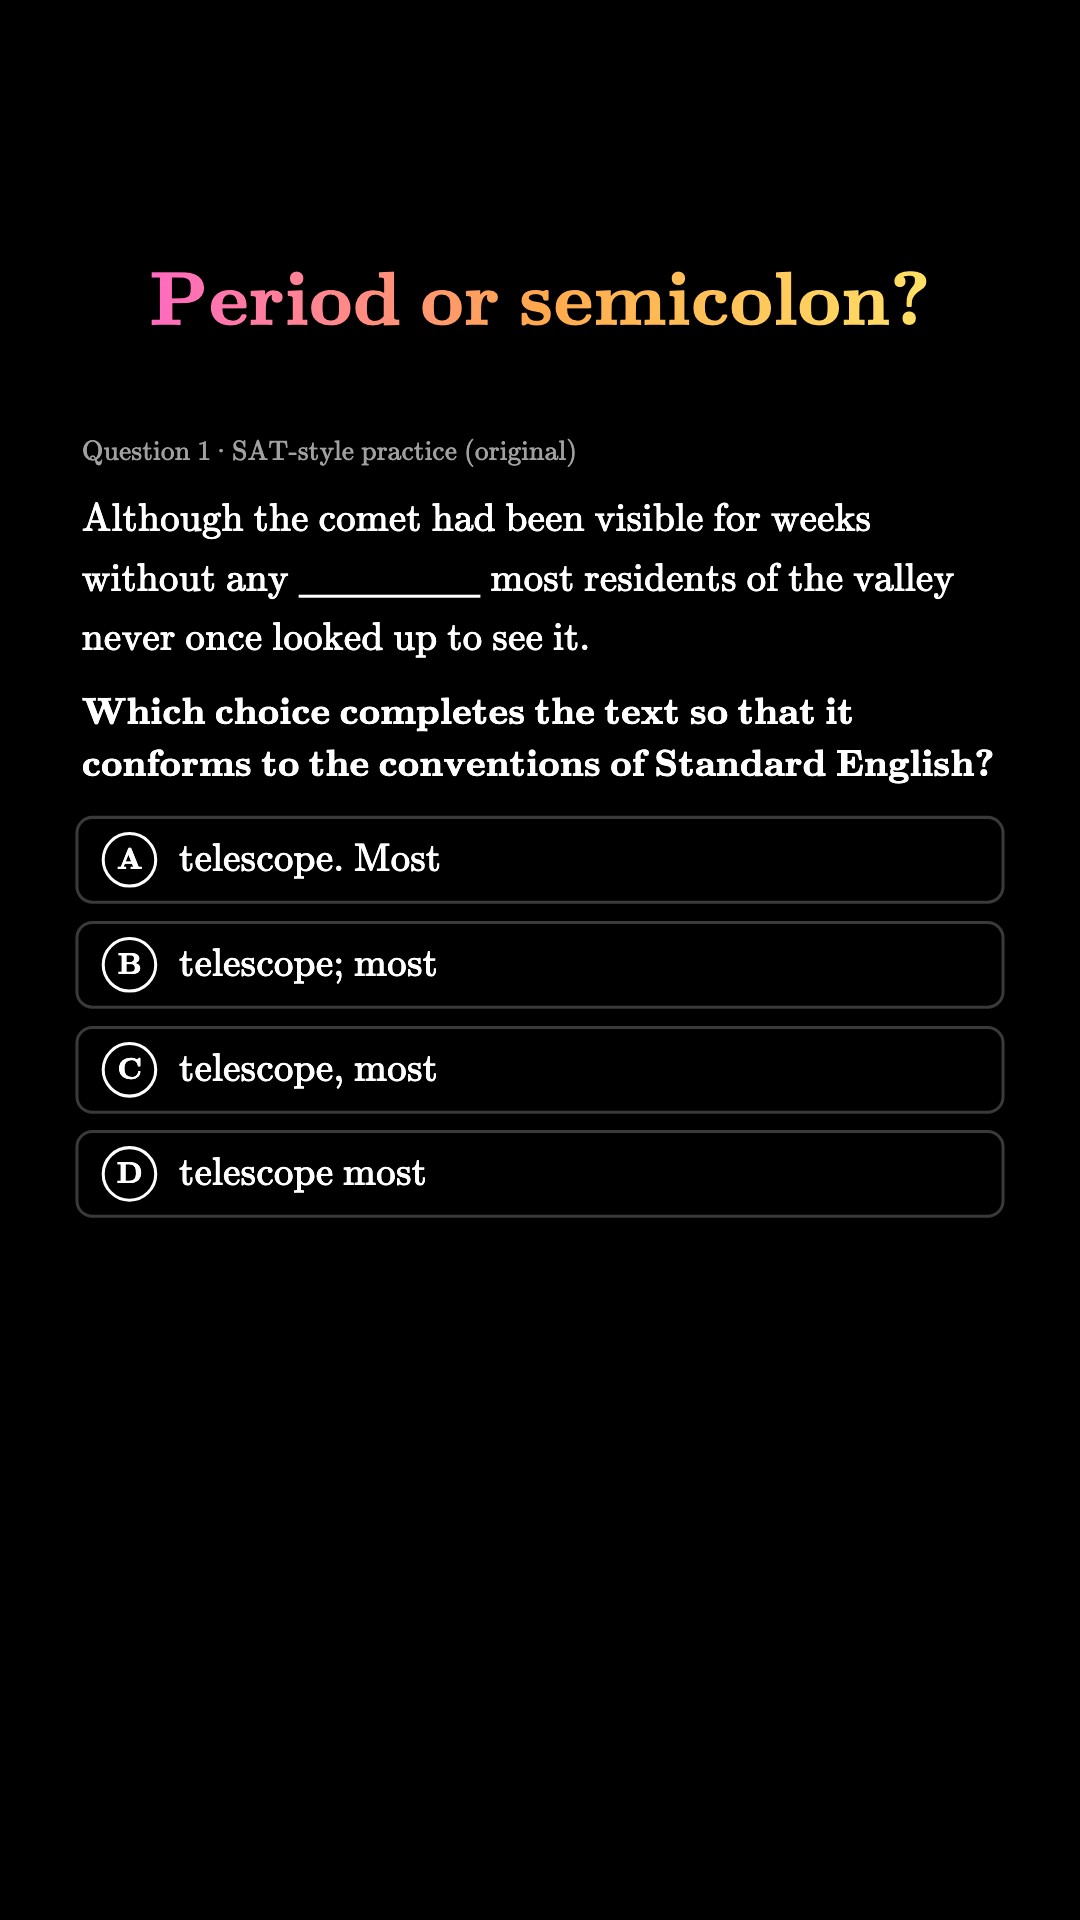 Period or semicolon?
Question 1 · SAT-style practice (original)
Although the comet had been visible for weeks
without any __________ most residents of the valley
never once looked up to see it.
Which choice completes the text so that it
conforms to the conventions of Standard English?
A telescope. Most
B telescope; most
C telescope, most
D telescope most